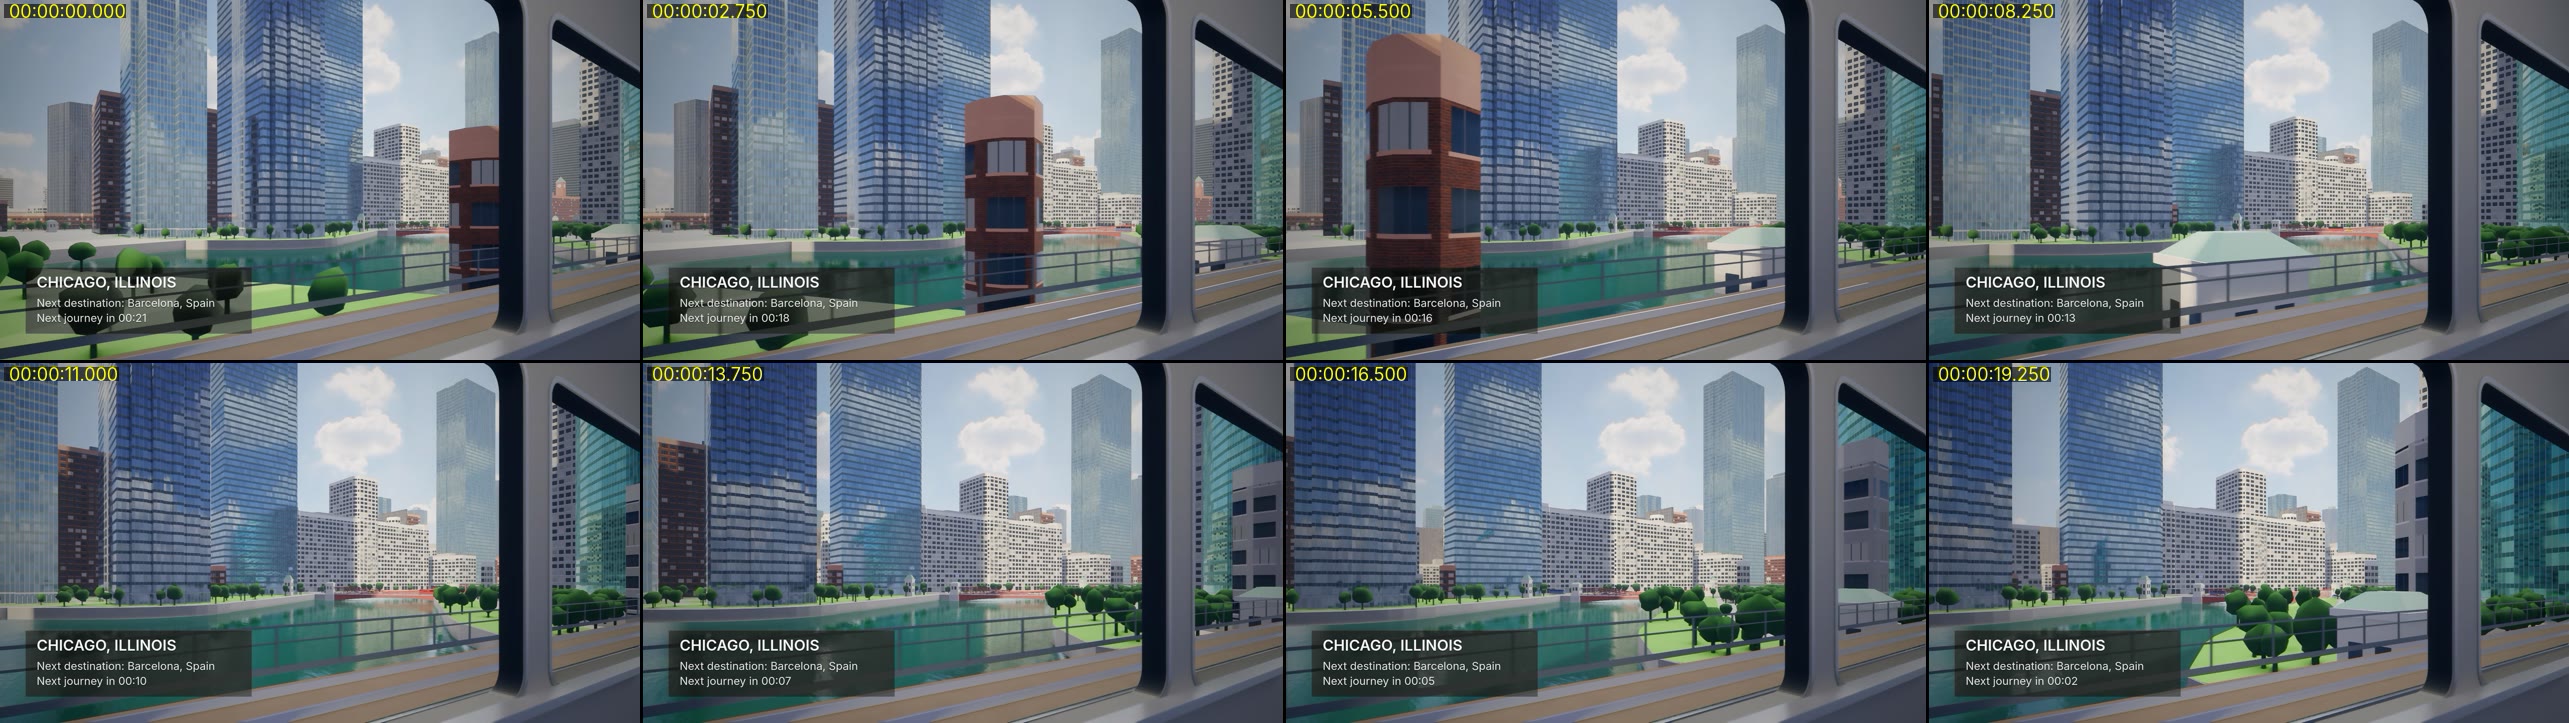 00:00:00.000
CHICAGO, ILLINOIS
Next destination: Barcelona, Spain
Next journey in 00:21
00:00:02.750
CHICAGO, ILLINOIS
Next destination: Barcelona, Spain
Next journey in 00:18
00:00:05.500
CHICAGO, ILLINOIS
Next destination: Barcelona, Spain
Next journey in 00:16
00:00:08.250
CHICAGO, ILLINOIS
Next destination: Barcelona, Spain
Next journey in 00:13
00:00:11.000
CHICAGO, ILLINOIS
Next destination: Barcelona, Spain
Next journey in 00:10
00:00:13.750
CHICAGO, ILLINOIS
Next destination: Barcelona, Spain
Next journey in 00:07
00:00:16.500
CHICAGO, ILLINOIS
Next destination: Barcelona, Spain
Next journey in 00:05
00:00:19.250
CHICAGO, ILLINOIS
Next destination: Barcelona, Spain
Next journey in 00:02